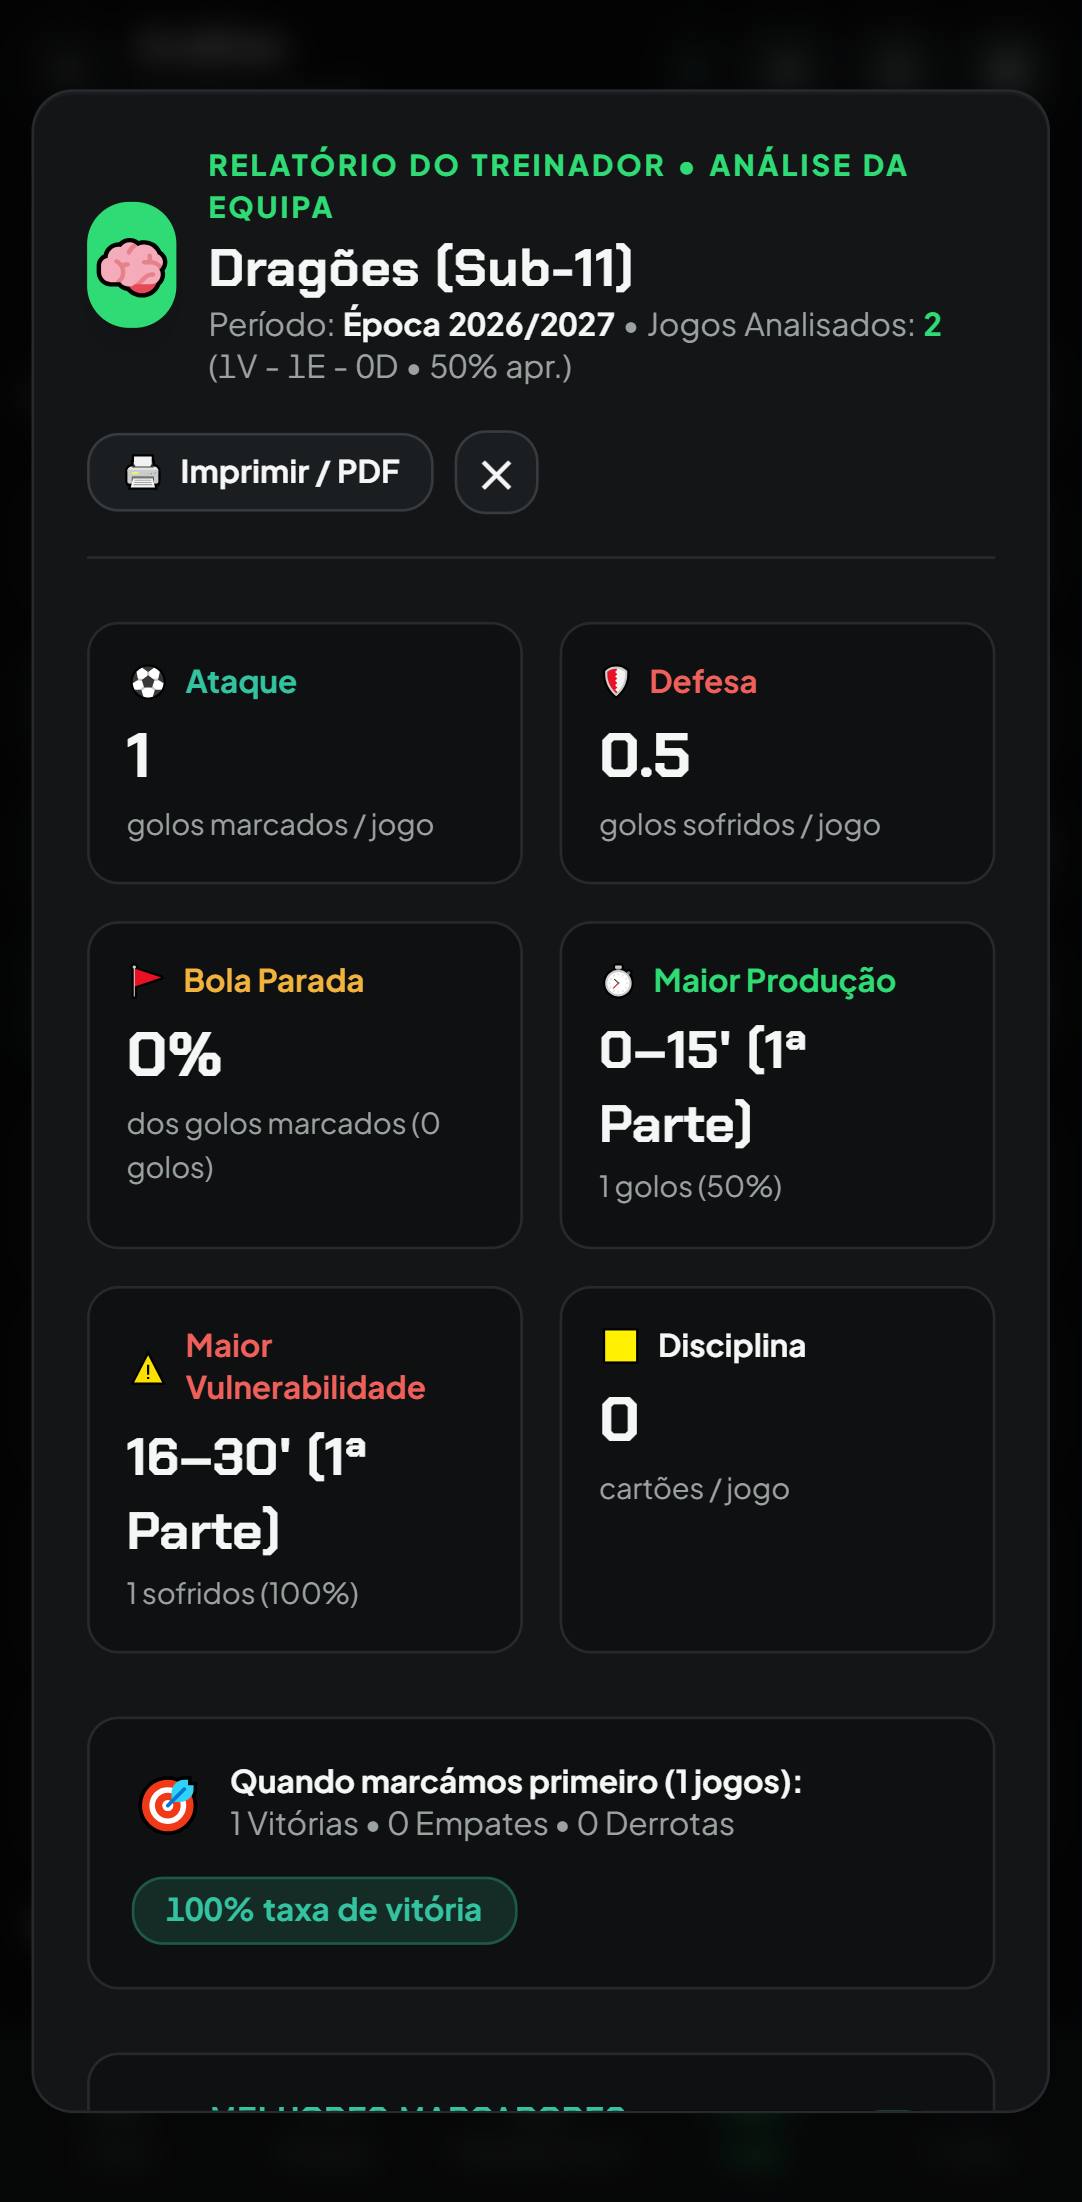 RELATÓRIO DO TREINADOR • ANÁLISE DA
EQUIPA
Dragões (Sub-11)
Período: Época 2026/2027 • Jogos Analisados: 2
(1V - 1E - 0D • 50% apr.)
Imprimir / PDF
Ataque
1
golos marcados / jogo
Defesa
0.5
golos sofridos / jogo
Bola Parada
0%
dos golos marcados (0
golos)
Maior Produção
0–15' (1ª
Parte)
1 golos (50%)
Maior
Vulnerabilidade
16–30' (1ª
Parte)
1 sofridos (100%)
Disciplina
0
cartões / jogo
Quando marcámos primeiro (1 jogos):
1 Vitórias • 0 Empates • 0 Derrotas
100% taxa de vitória
MELHORES MARCADORES